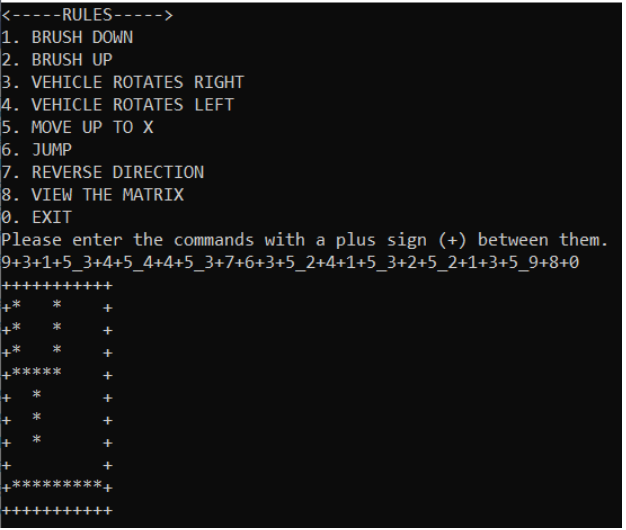 <-----RULES----->
1. BRUSH DOWN
2. BRUSH UP
3. VEHICLE ROTATES RIGHT
4. VEHICLE ROTATES LEFT
5. MOVE UP TO X
6. JUMP
7. REVERSE DIRECTION
8. VIEW THE MATRIX
0. EXIT
Please enter the commands with a plus sign (+) between them.
9+3+1+5_3+4+5_4+4+5_3+7+6+3+5_2+4+1+5_3+2+5_2+1+3+5_9+8+0
+++++++++++
+*   *    +
+*   *    +
+*   *    +
+*****    +
+  *      +
+  *      +
+  *      +
+         +
+*********+
+++++++++++